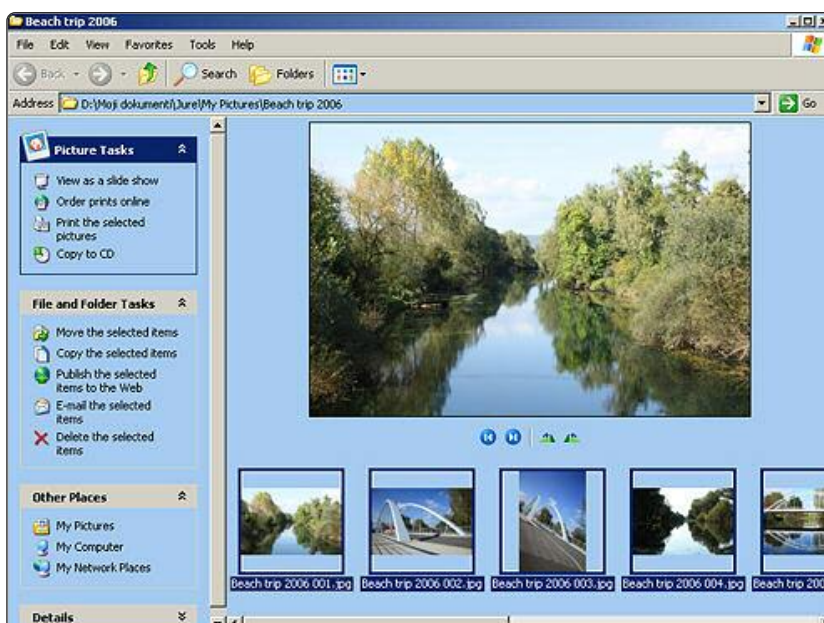 Beach trip 2006
File Edit View Favorites Tools Help
Back Search Folders
Address D:\Moji dokumenti\Jure\My Pictures\Beach trip 2006 Go
Picture Tasks
View as a slide show
Order prints online
Print the selected
pictures
Copy to CD
File and Folder Tasks
Move the selected items
Copy the selected items
Publish the selected
items to the Web
E-mail the selected
items
Delete the selected
items
Other Places
My Pictures
My Computer
My Network Places
Details
Beach trip 2006 001.jpg Beach trip 2006 002.jpg Beach trip 2006 003.jpg Beach trip 2006 004.jpg Beach trip 200